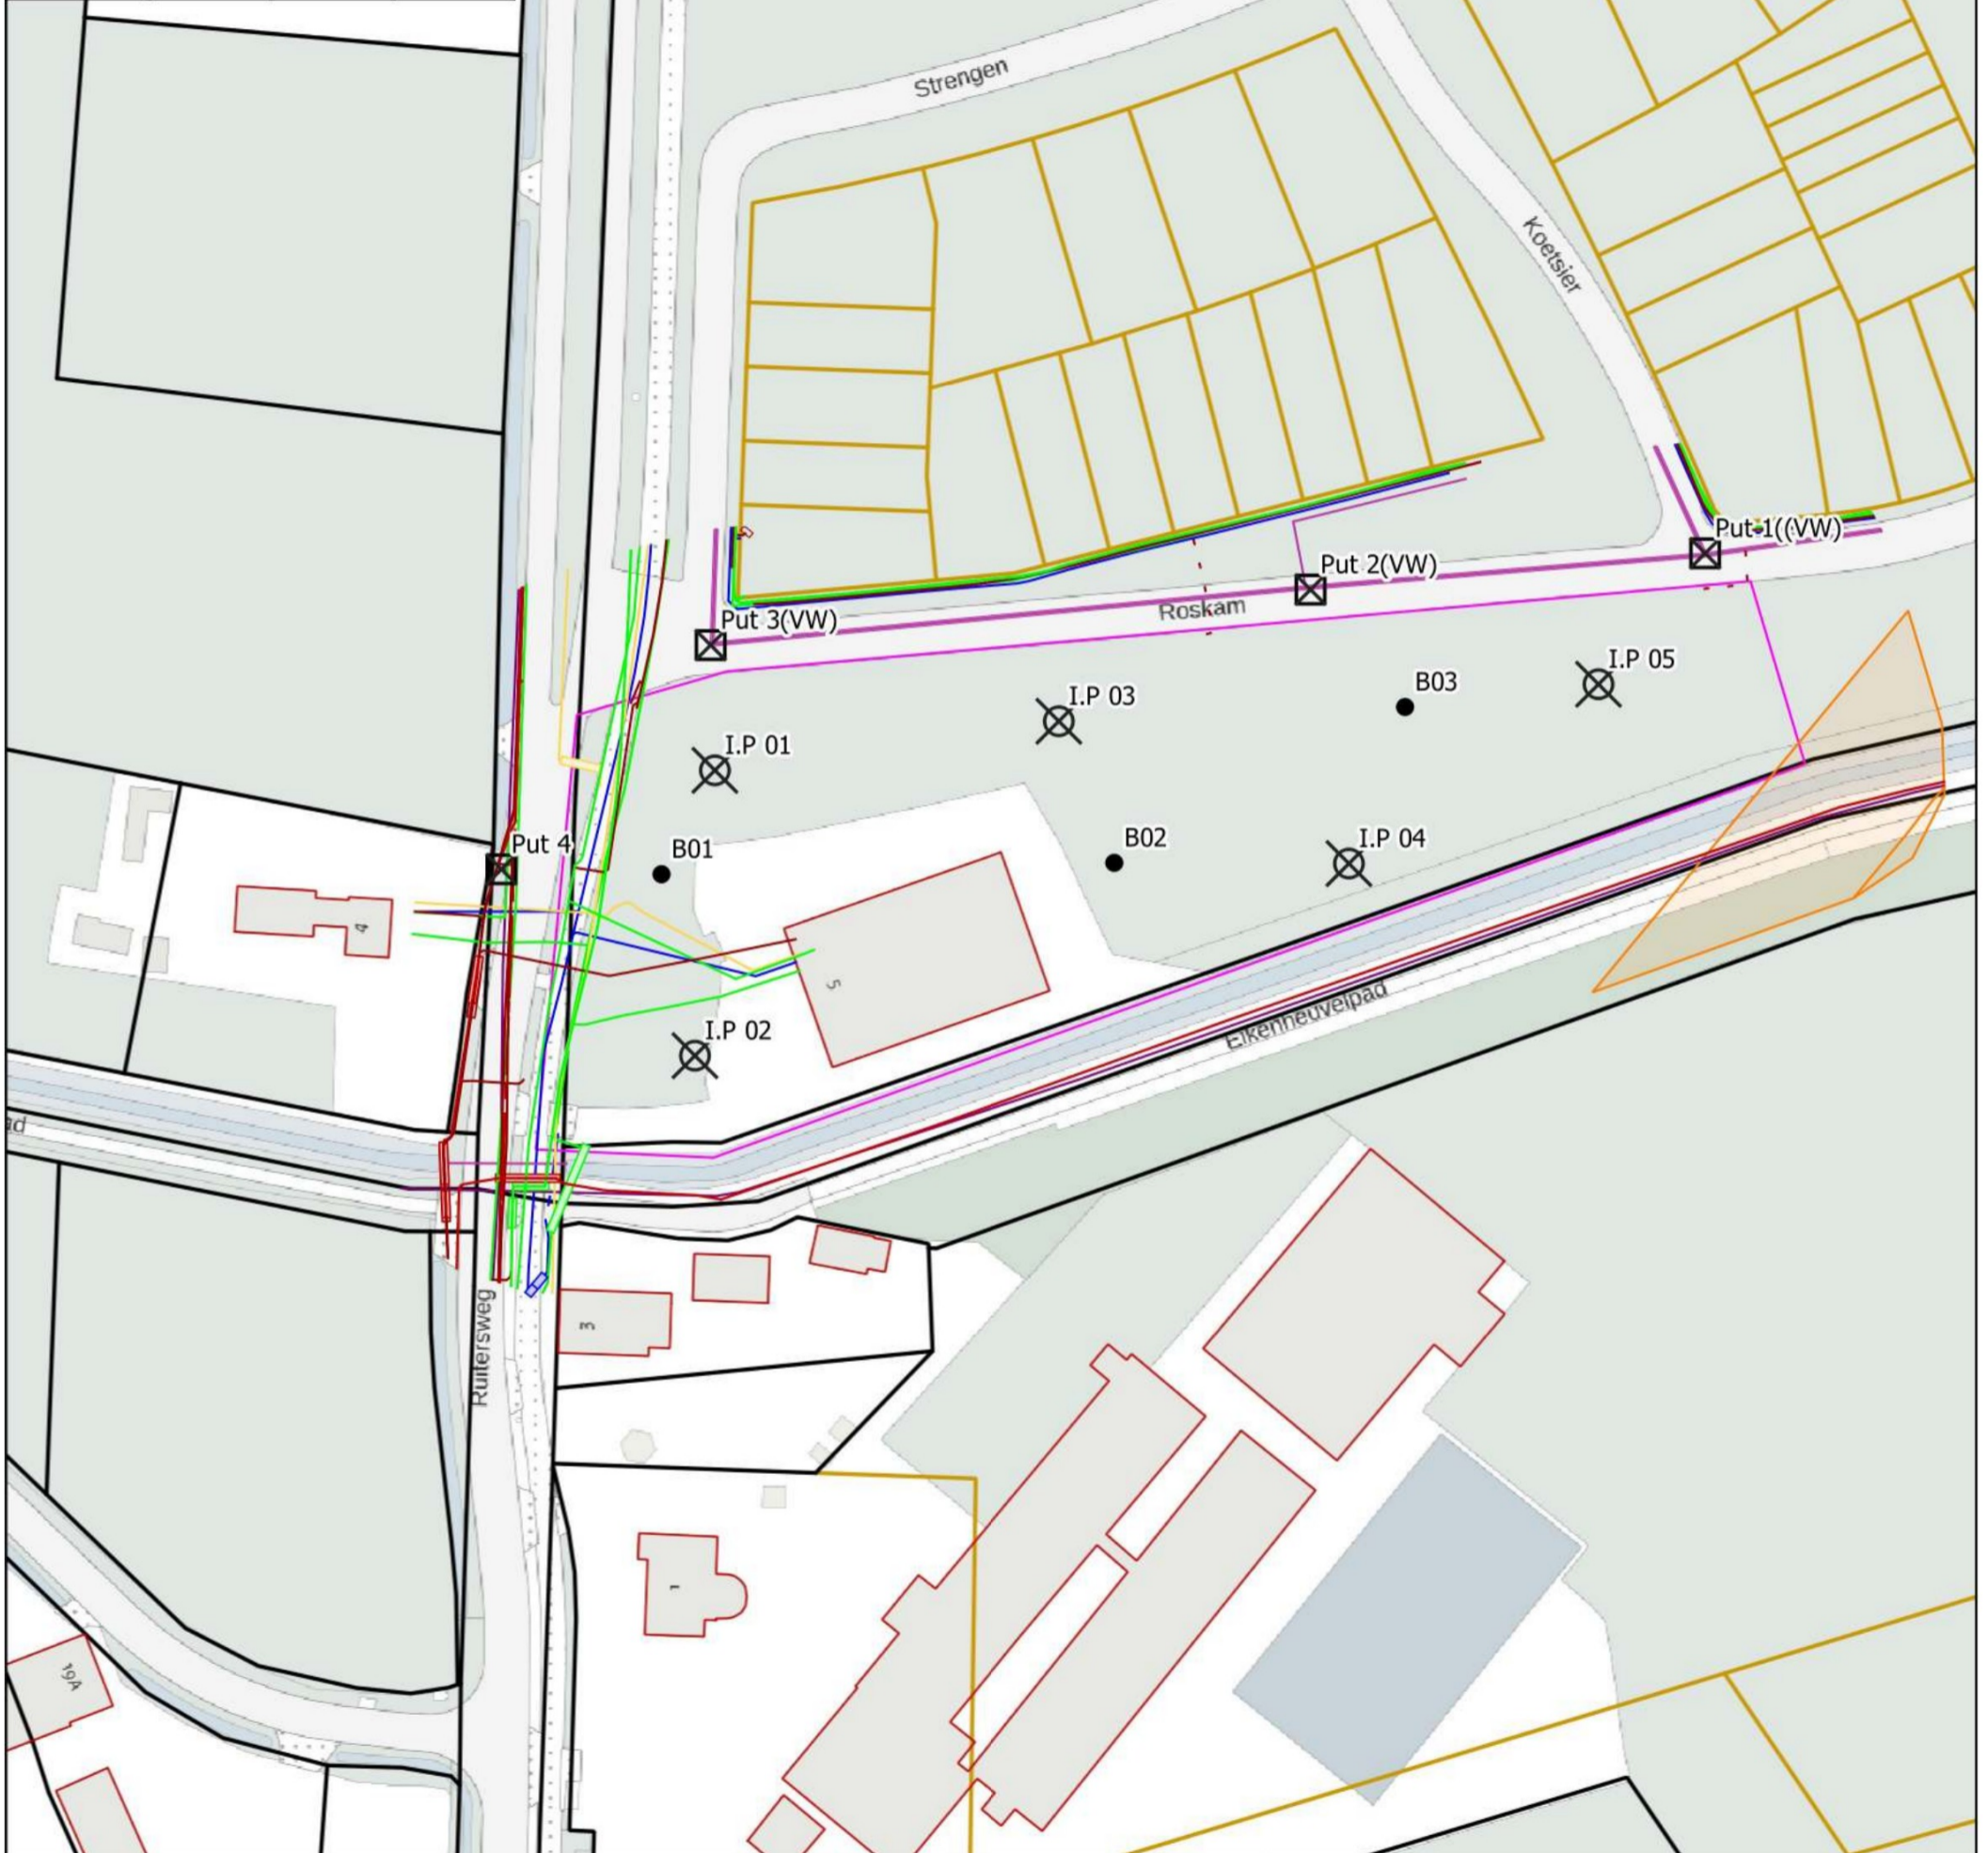 Strengen
Koetsier
Put 1((VW)
Put 2(VW)
Roskam
Put 3(VW)
I.P 05
B03
I.P 03
I.P 01
Put 4
B01
B02
I.P 04
4
5
I.P 02
Eikenheuvelpad
ad
3
Ruitersweg
1
19A